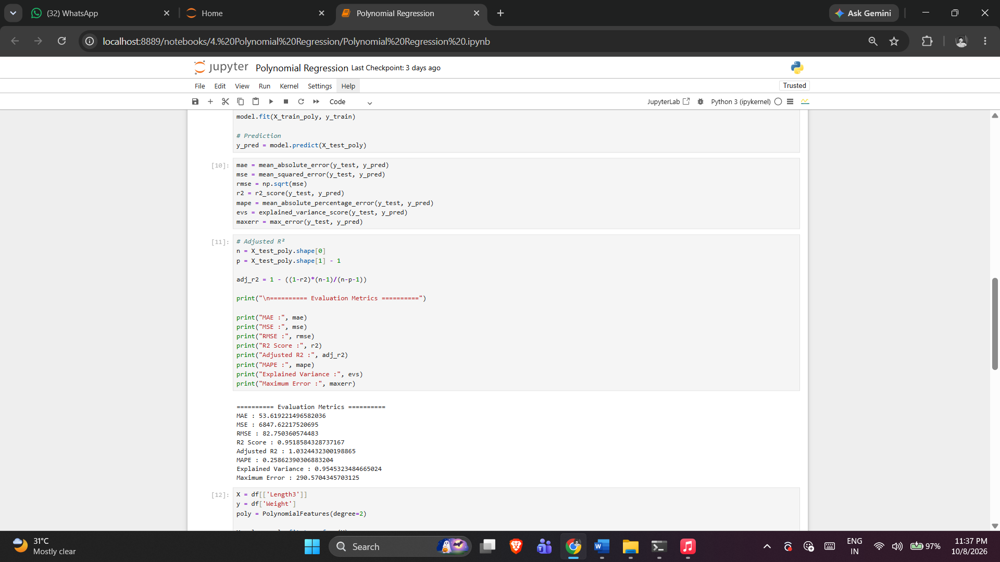 (32) WhatsApp
Home
Polynomial Regression
Ask Gemini
localhost:8889/notebooks/4.%20Polynomial%20Regression/Polynomial%20Regression%20.ipynb
jupyter Polynomial Regression Last Checkpoint: 3 days ago
File Edit View Run Kernel Settings Help
Trusted
Code
JupyterLab
Python 3 (ipykernel)
model.fit(X_train_poly, y_train)
# Prediction
y_pred = model.predict(X_test_poly)
[10]:
mae = mean_absolute_error(y_test, y_pred)
mse = mean_squared_error(y_test, y_pred)
rmse = np.sqrt(mse)
r2 = r2_score(y_test, y_pred)
mape = mean_absolute_percentage_error(y_test, y_pred)
evs = explained_variance_score(y_test, y_pred)
maxerr = max_error(y_test, y_pred)
[11]:
# Adjusted R²
n = X_test_poly.shape[0]
p = X_test_poly.shape[1] - 1
adj_r2 = 1 - ((1-r2)*(n-1)/(n-p-1))
print("\n========== Evaluation Metrics ==========")
print("MAE :", mae)
print("MSE :", mse)
print("RMSE :", rmse)
print("R2 Score :", r2)
print("Adjusted R2 :", adj_r2)
print("MAPE :", mape)
print("Explained Variance :", evs)
print("Maximum Error :", maxerr)
========== Evaluation Metrics ==========
MAE : 53.619221496582036
MSE : 6847.62217520695
RMSE : 82.750360574483
R2 Score : 0.9518584328737167
Adjusted R2 : 1.0324432300198865
MAPE : 0.25862390306883204
Explained Variance : 0.9545323484665024
Maximum Error : 290.5704345703125
[12]:
X = df[['Length3']]
y = df['Weight']
poly = PolynomialFeatures(degree=2)
31°C
Mostly clear
Search
ENG
IN
97%
11:37 PM
10/8/2026